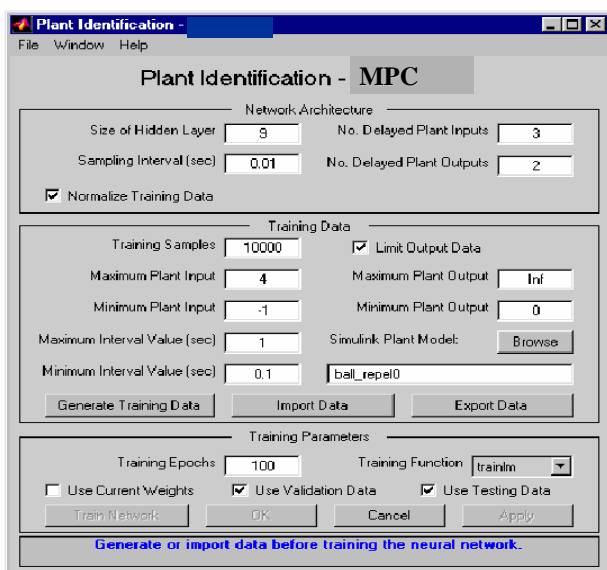 Plant Identification -
File Window Help
Plant Identification - MPC
Network Architecture
Size of Hidden Layer 9 No. Delayed Plant Inputs 3
Sampling Interval (sec) 0.01 No. Delayed Plant Outputs 2
Normalize Training Data
Training Data
Training Samples 10000 Limit Output Data
Maximum Plant Input 4 Maximum Plant Output Inf
Minimum Plant Input -1 Minimum Plant Output 0
Maximum Interval Value (sec) 1 Simulink Plant Model: Browse
Minimum Interval Value (sec) 0.1 ball_repel0
Generate Training Data Import Data Export Data
Training Parameters
Training Epochs 100 Training Function trainlm
Use Current Weights Use Validation Data Use Testing Data
Train Network OK Cancel Apply
Generate or import data before training the neural network.